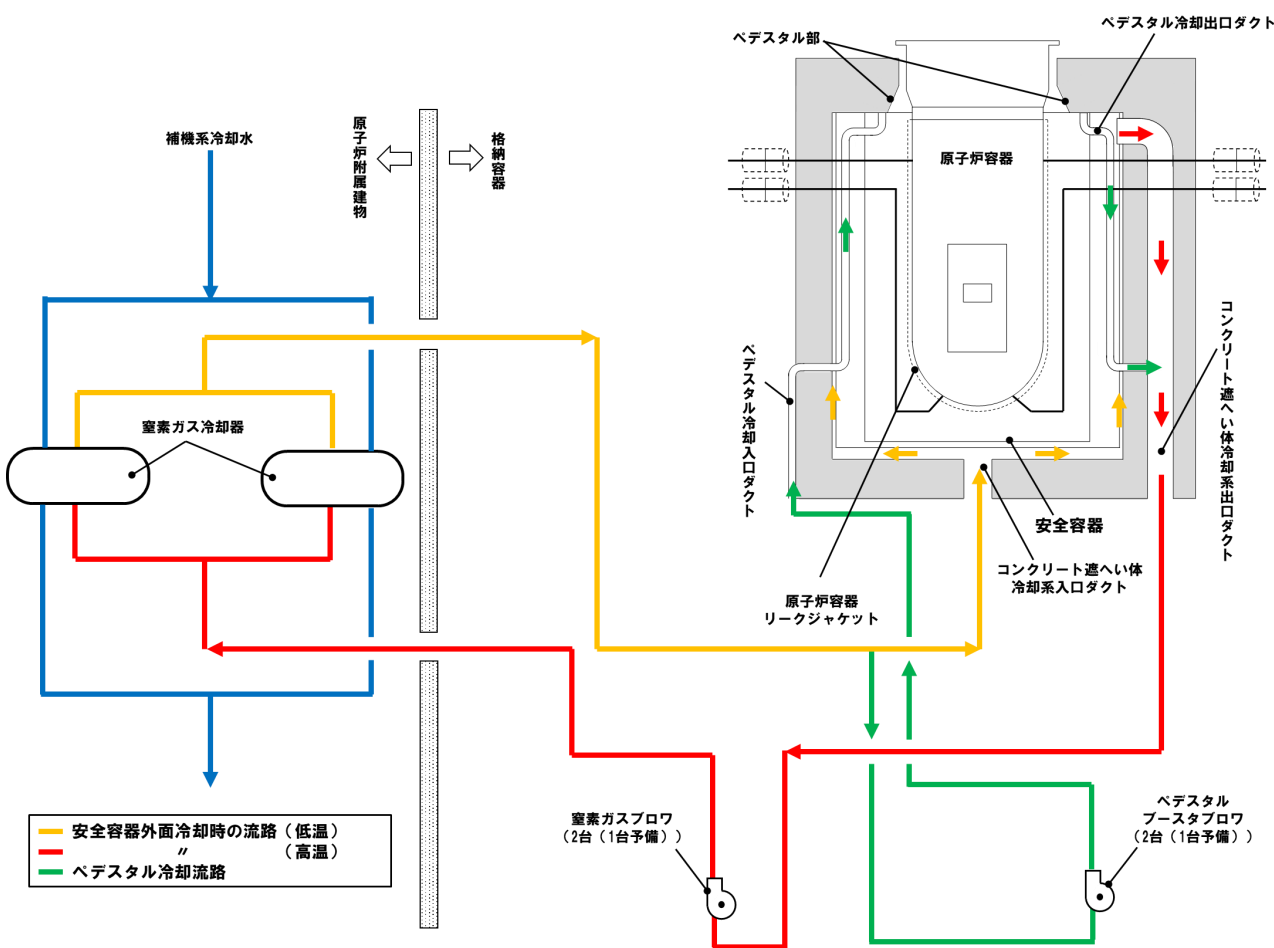 ペデスタル冷却出口ダクト
ペデスタル部
補機系冷却水
原子炉附属建物
格納容器
原子炉容器
窒素ガス冷却器
ペデスタル冷却入口ダクト
コンクリート遮へい体冷却系出口ダクト
安全容器
コンクリート遮へい体
冷却系入口ダクト
原子炉容器
リークジャケット
窒素ガスブロワ
(2台(1台予備))
ペデスタル
ブースタブロワ
(2台(1台予備))
安全容器外面冷却時の流路(低温)
〃 (高温)
ペデスタル冷却流路